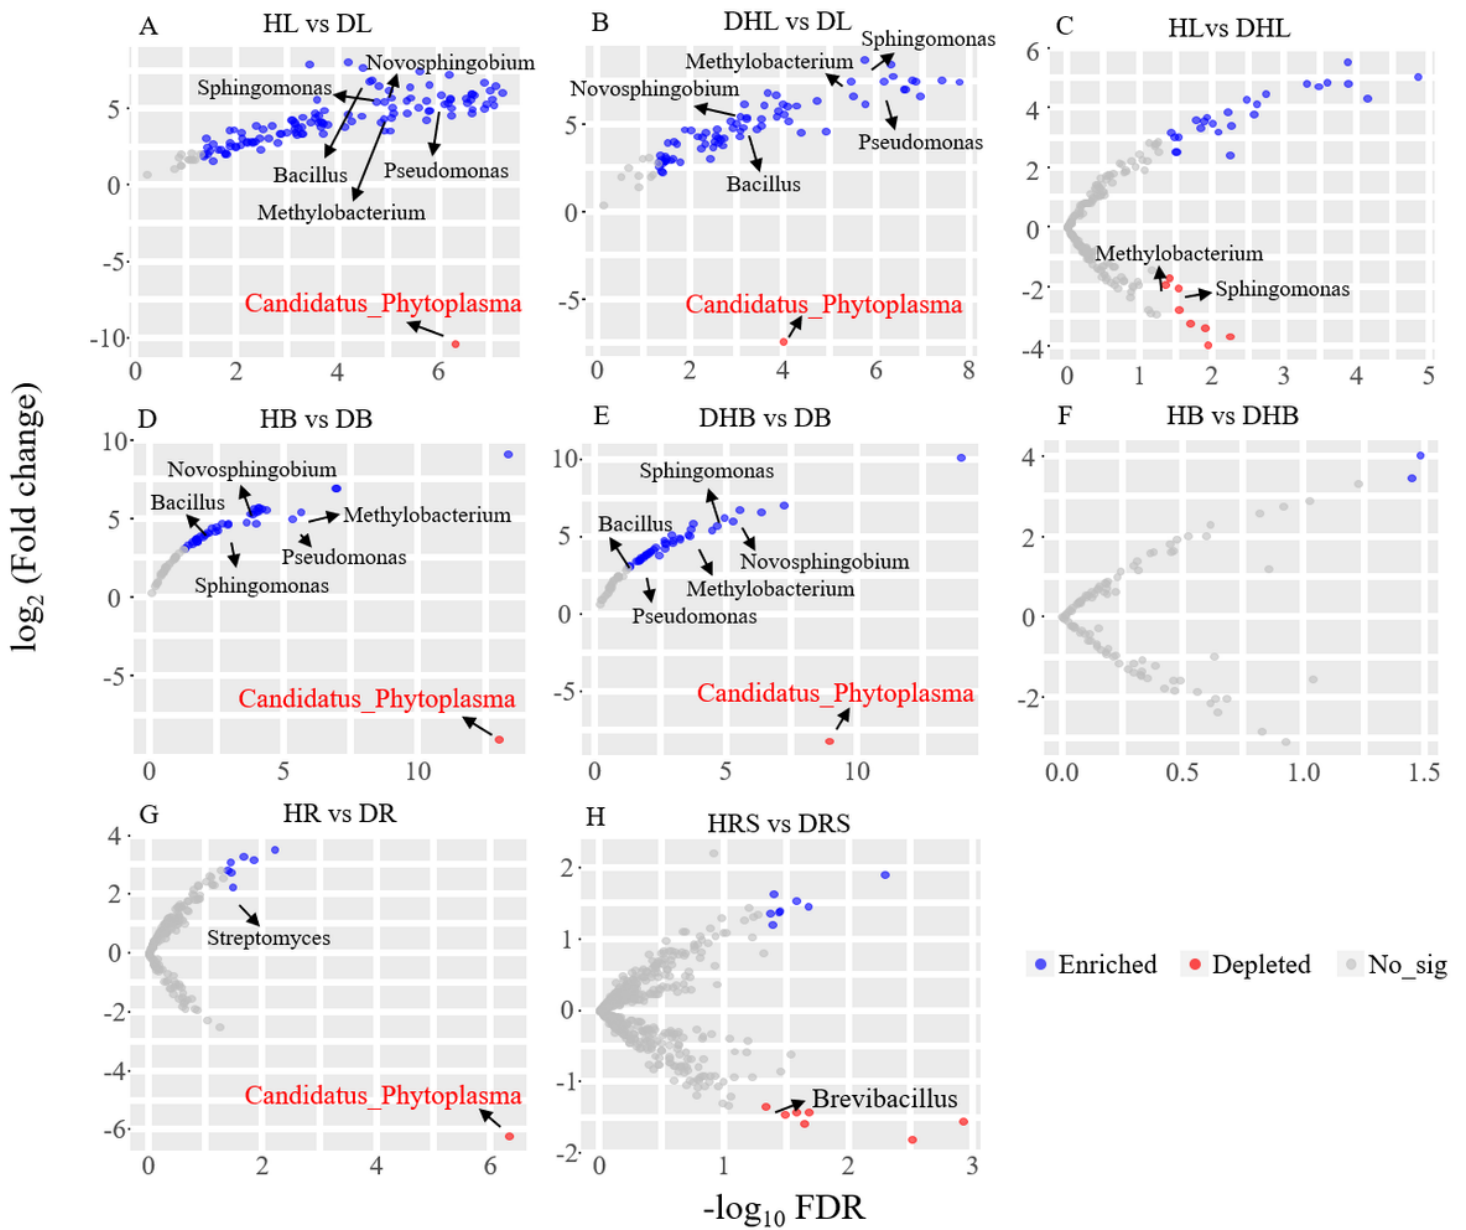 A
HL vs DL
5
0
-5
-10
0
2
4
6
Sphingomonas
Novosphingobium
Bacillus
Pseudomonas
Methylobacterium
Candidatus_Phytoplasma
B
DHL vs DL
5
0
-5
0
2
4
6
8
Sphingomonas
Methylobacterium
Novosphingobium
Pseudomonas
Bacillus
Candidatus_Phytoplasma
C
HLvs DHL
6
4
2
0
-2
-4
0
1
2
3
4
5
Methylobacterium
Sphingomonas
log2 (Fold change)
D
HB vs DB
10
5
0
-5
0
5
10
Novosphingobium
Bacillus
Methylobacterium
Pseudomonas
Sphingomonas
Candidatus_Phytoplasma
E
DHB vs DB
10
5
0
-5
0
5
10
Sphingomonas
Bacillus
Novosphingobium
Methylobacterium
Pseudomonas
Candidatus_Phytoplasma
F
HB vs DHB
4
2
0
-2
0.0
0.5
1.0
1.5
G
HR vs DR
4
2
0
-2
-4
-6
0
2
4
6
Streptomyces
Candidatus_Phytoplasma
H
HRS vs DRS
2
1
0
-1
-2
0
1
2
3
Brevibacillus
Enriched
Depleted
No_sig
-log10 FDR